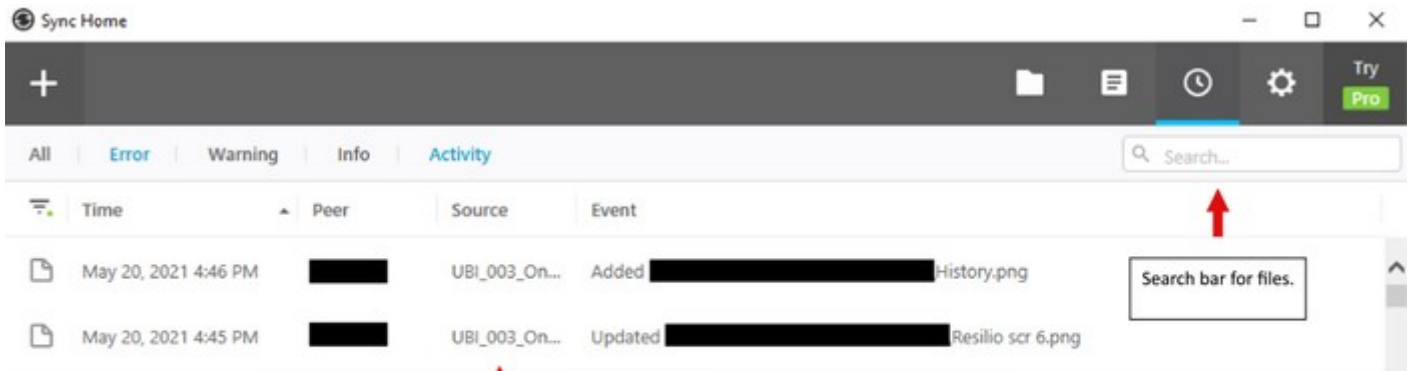 Sync Home
Try
Pro
All Error Warning Info Activity Search...
Time Peer Source Event
May 20, 2021 4:46 PM UBI_003_On... Added History.png
Search bar for files.
May 20, 2021 4:45 PM UBI_003_On... Updated Resilio scr 6.png